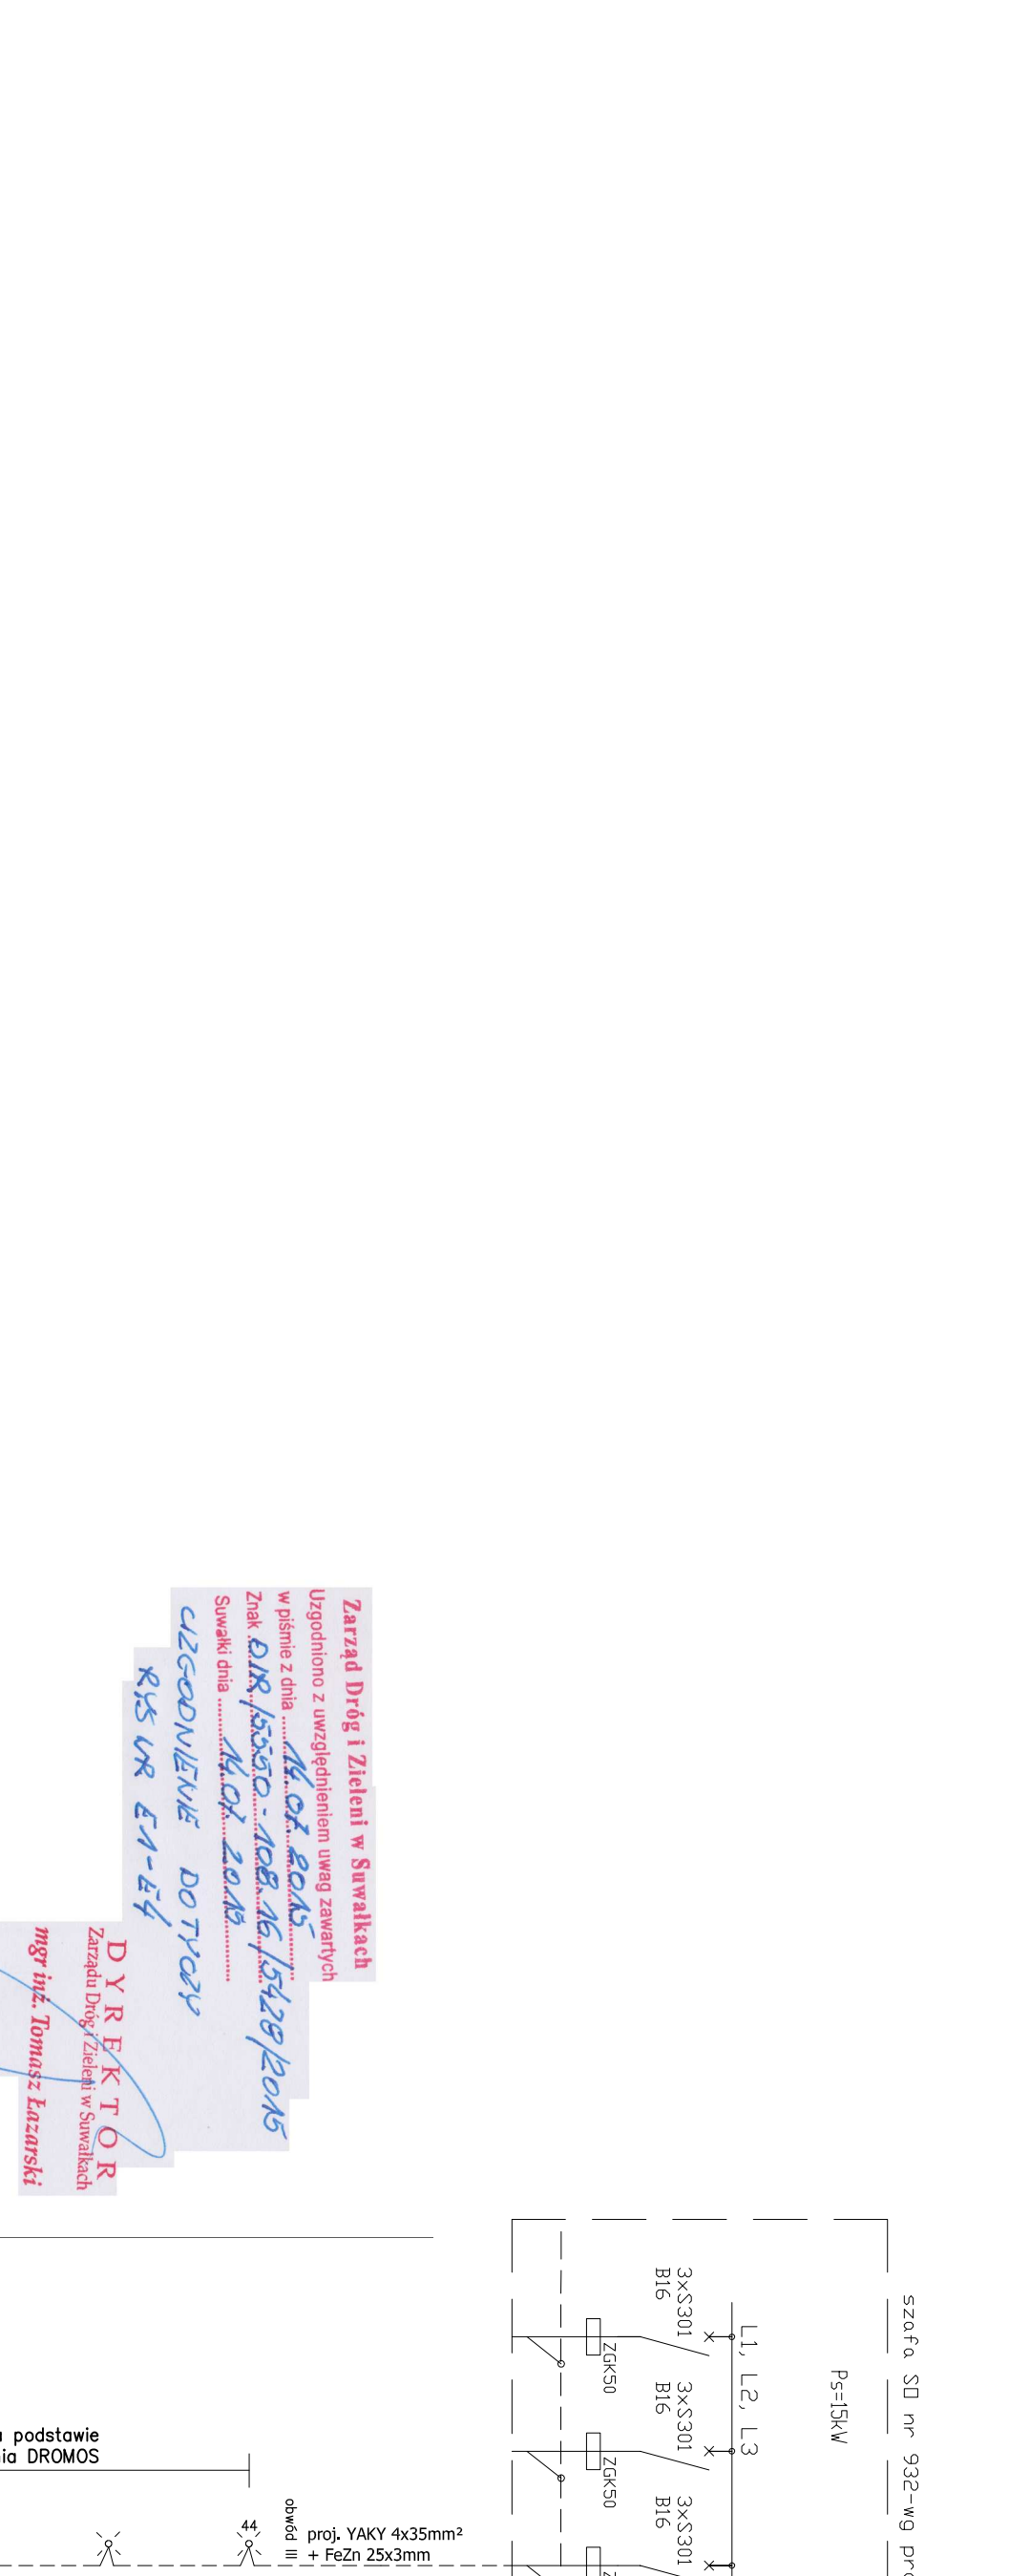 Zarząd Dróg i Zieleni w Suwałkach
Uzgodniono z uwzględnieniem uwag zawartych
w piśmie z dnia 14.07.2015
Znak DIR/5550-108.16/5428/2015
Suwałki dnia 14.07.2015
UZGODNIENIE DOTYCZY
RYS NR E1-E4
DYREKTOR
Zarządu Dróg i Zieleni w Suwałkach
mgr inż. Tomasz Łazarski
szafa SO nr 932-wg
Ps=15kW
L1, L2, L3
3xS301
B16
ZGK50
3xS301
B16
ZGK50
3xS301
B16
podstawie
DROMOS
44
obwód III
proj. YAKY 4x35mm²
+ FeZn 25x3mm